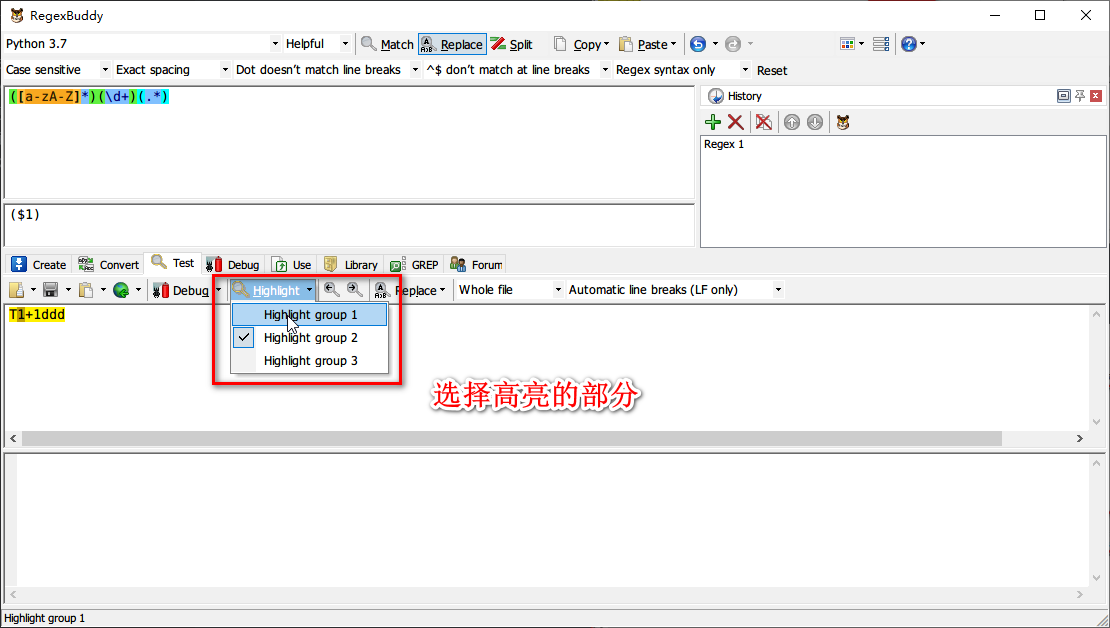 RegexBuddy
Python 3.7 Helpful Match Replace Split Copy Paste
Case sensitive Exact spacing Dot doesn't match line breaks ^$ don't match at line breaks Regex syntax only Reset
([a-zA-Z]*)(\d+)(.*)
History
Regex 1
($1)
Create Convert Test Debug Use Library GREP Forum
Debug Highlight Replace Whole file Automatic line breaks (LF only)
Highlight group 1
Highlight group 2
Highlight group 3
T1+1ddd
选择高亮的部分
Highlight group 1